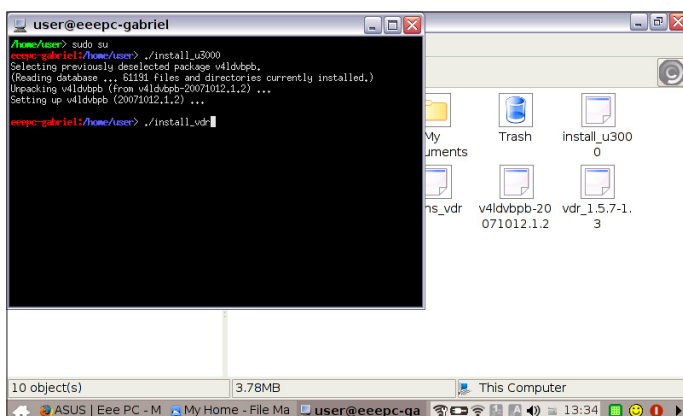 user@eeepc-gabriel
/home/user> sudo su
eeepc-gabriel:/home/user> ./install_u3000
Selecting previously deselected package v4ldvbpb.
(Reading database ... 61191 files and directories currently installed.)
Unpacking v4ldvbpb (from v4ldvbpb-20071012.1.2) ...
Setting up v4ldvbpb (20071012.1.2) ...
eeepc-gabriel:/home/user> ./install_vdr
My
uments
Trash
install_u300
0
ns_vdr
v4ldvbpb-20
071012.1.2
vdr_1.5.7-1.
3
10 object(s)
3.78MB
This Computer
ASUS | Eee PC - M
My Home - File Ma
user@eeepc-ga
13:34